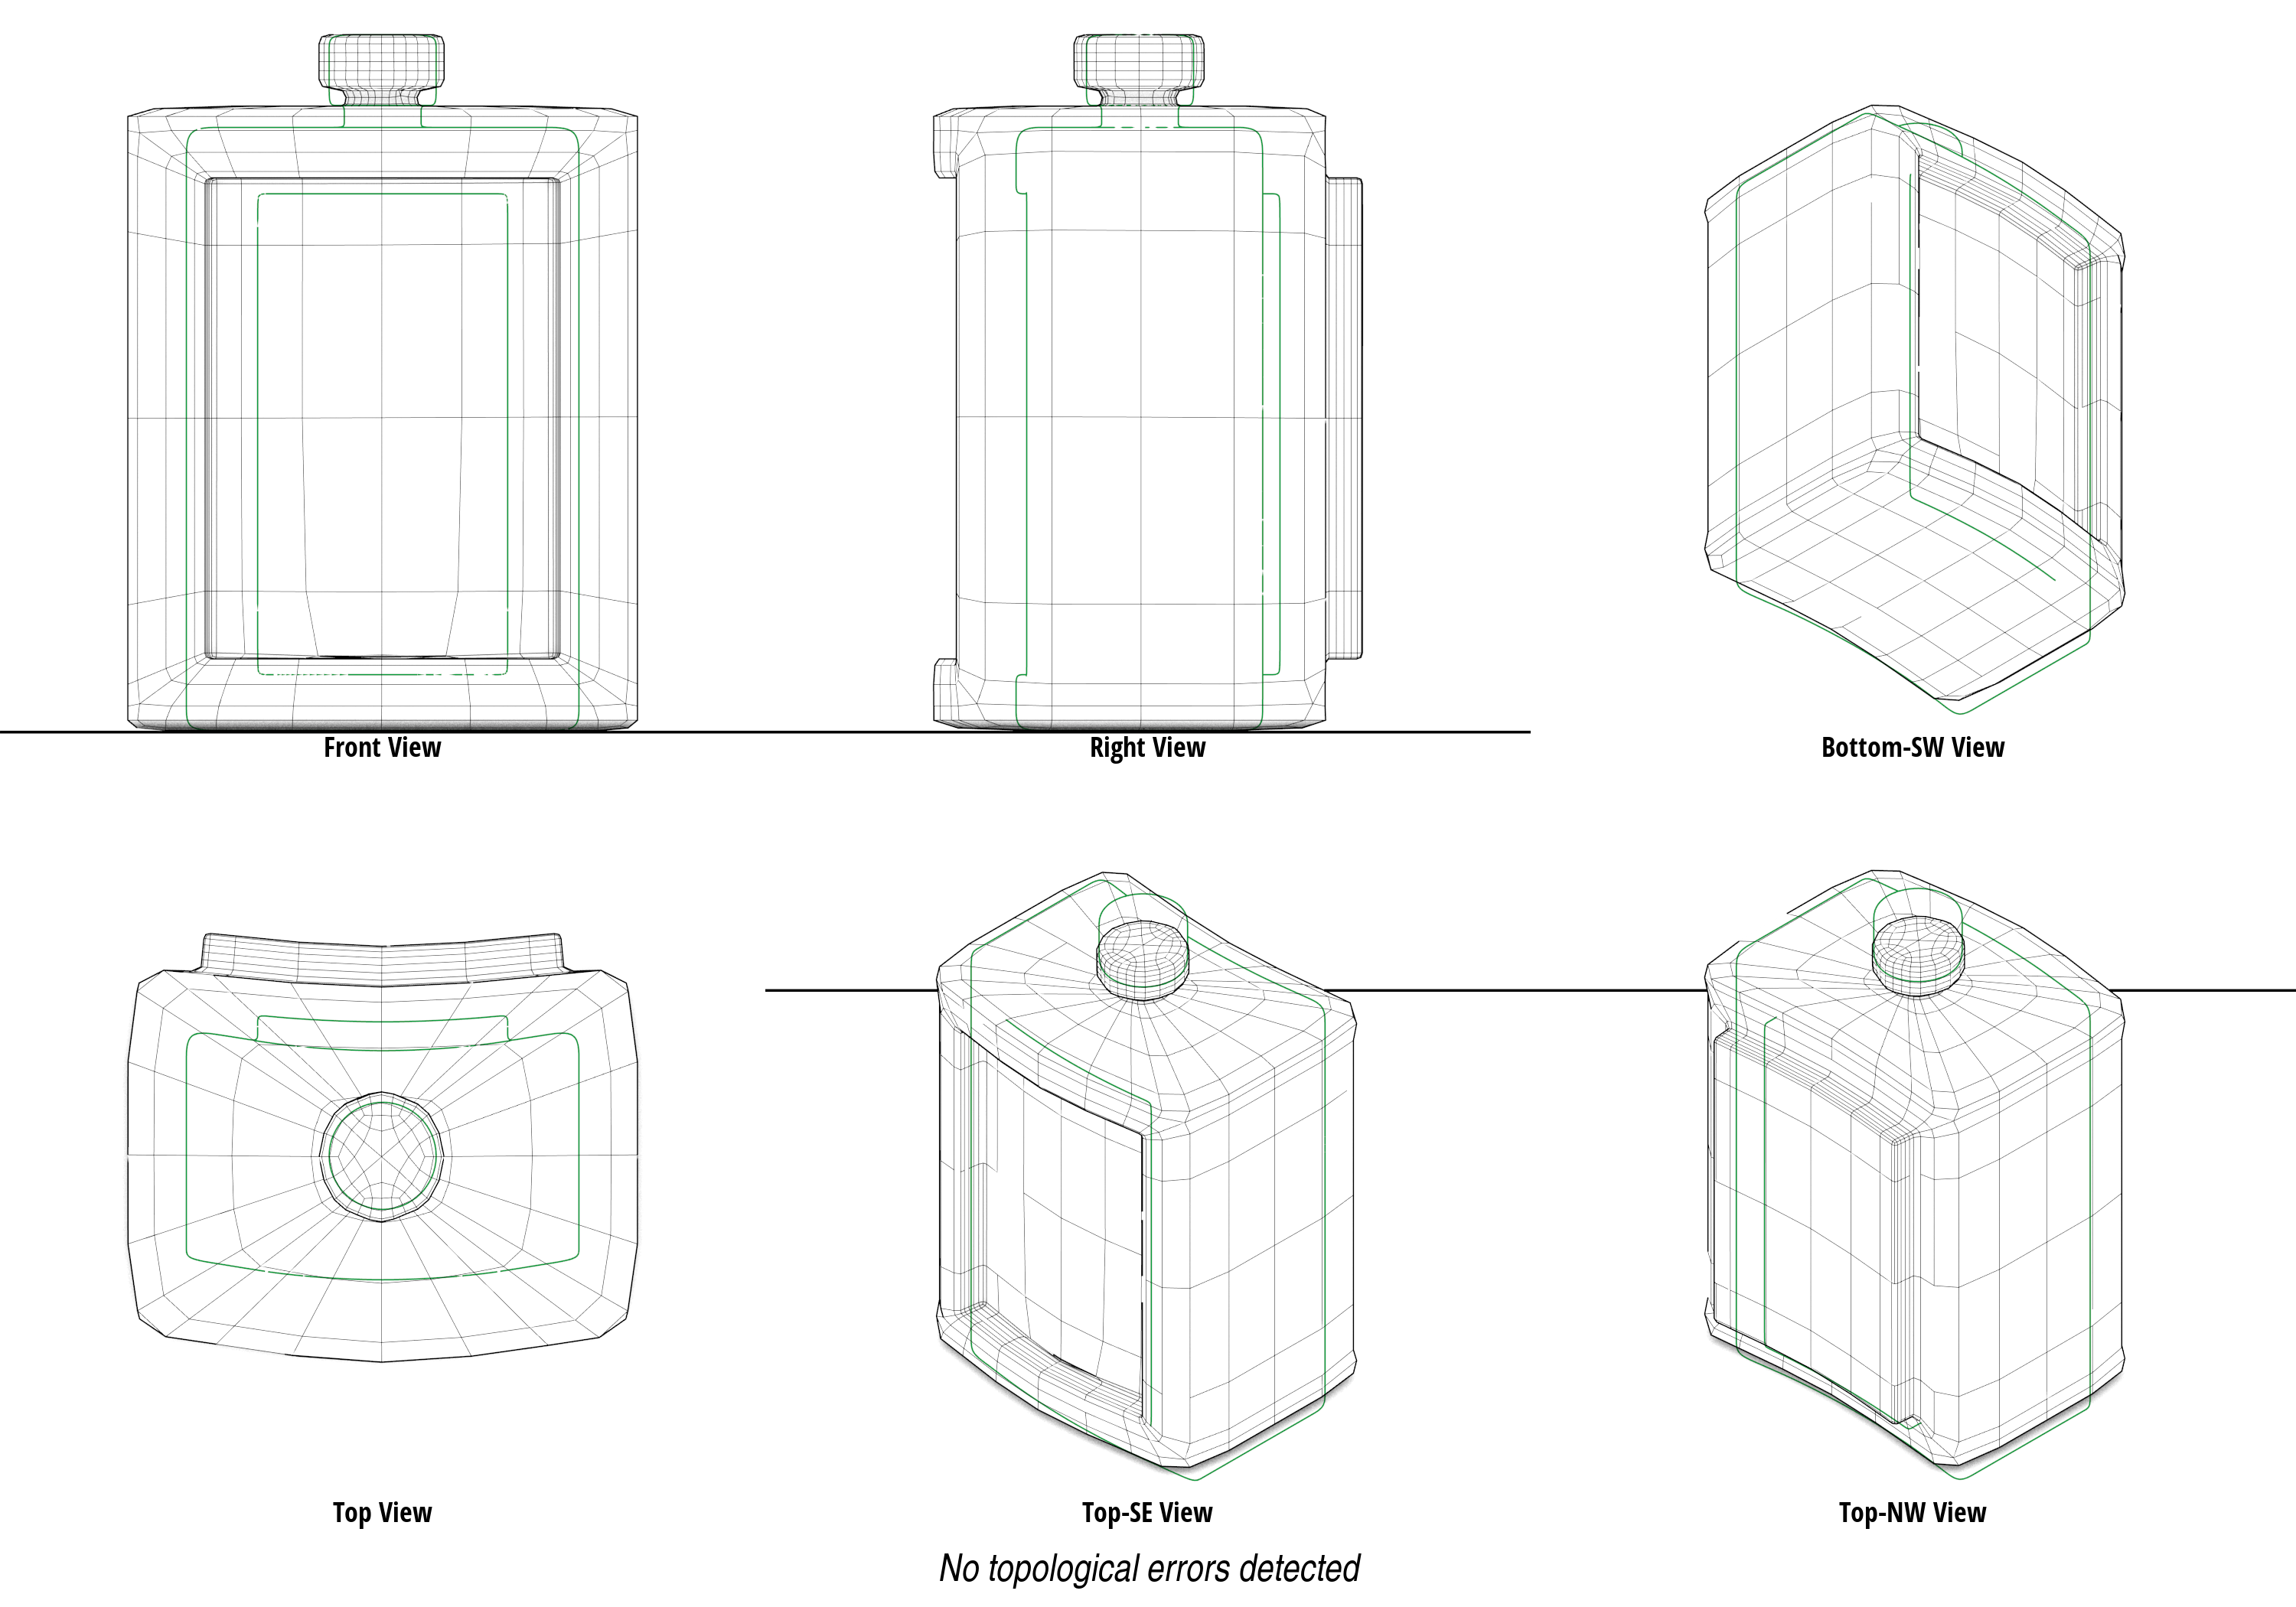 Front View
Right View
Bottom-SW View
Top View
Top-SE View
Top-NW View
No topological errors detected